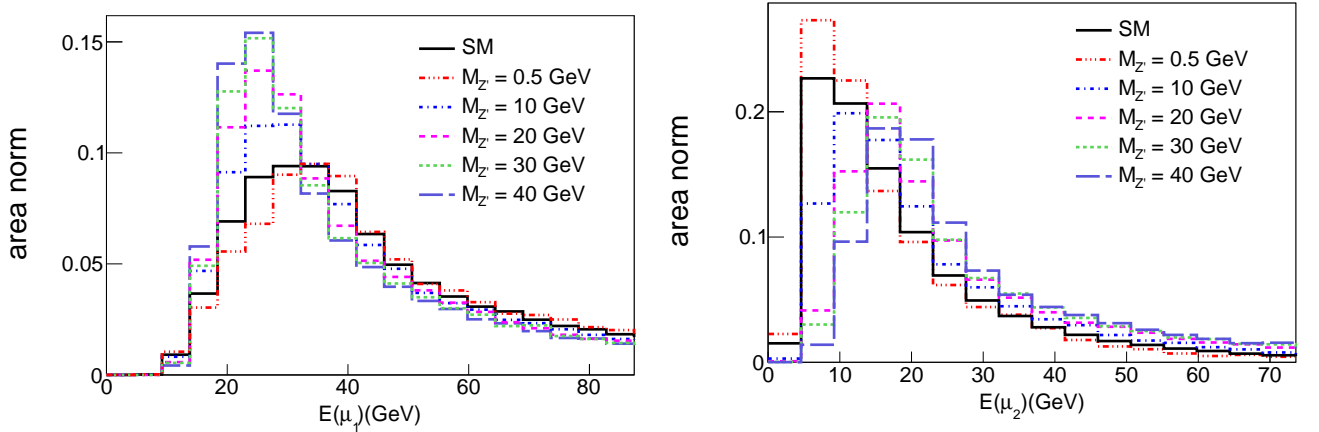 area norm
0.15
0.1
0.05
0
0
20
40
60
80
E(μ1)(GeV)
SM
MZ' = 0.5 GeV
MZ' = 10 GeV
MZ' = 20 GeV
MZ' = 30 GeV
MZ' = 40 GeV
area norm
0.2
0.1
0
0
10
20
30
40
50
60
70
E(μ2)(GeV)
SM
MZ' = 0.5 GeV
MZ' = 10 GeV
MZ' = 20 GeV
MZ' = 30 GeV
MZ' = 40 GeV